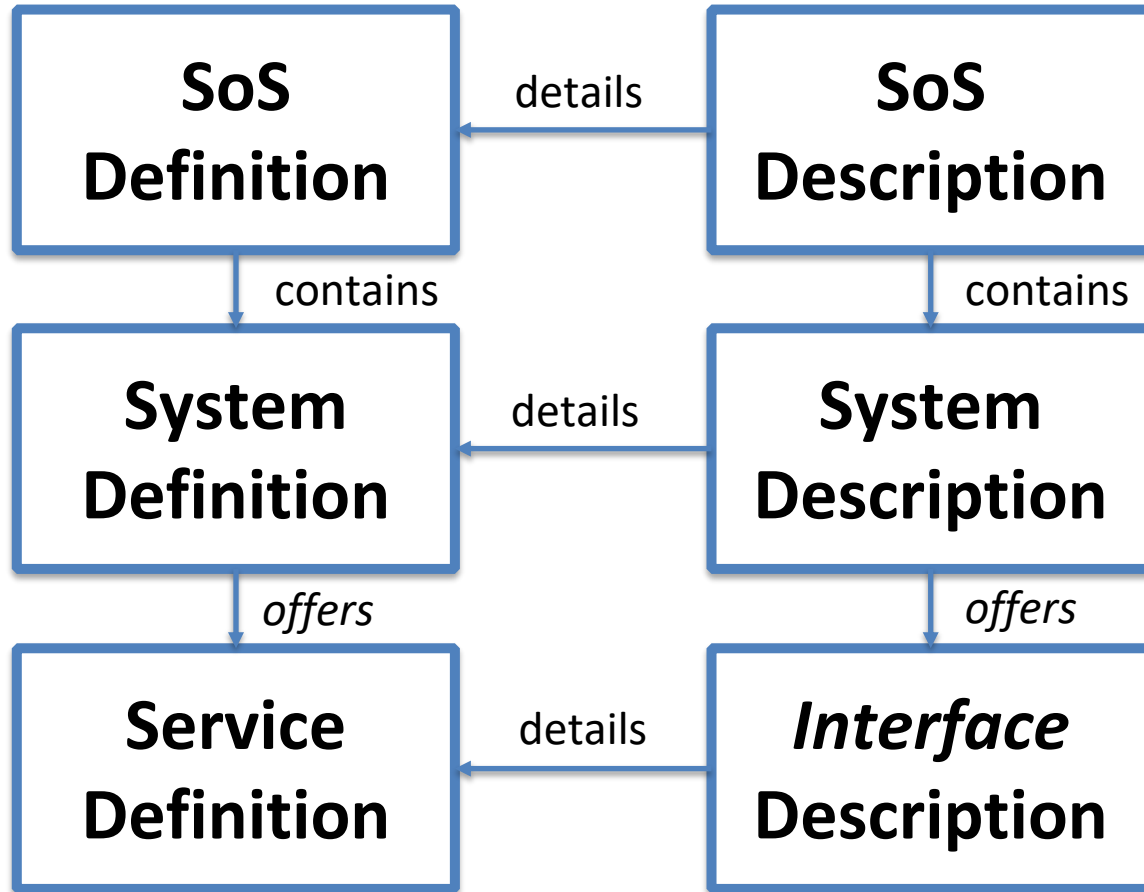 SoS
Definition
details
SoS
Description
contains
contains
System
Definition
details
System
Description
offers
offers
Service
Definition
details
Interface
Description